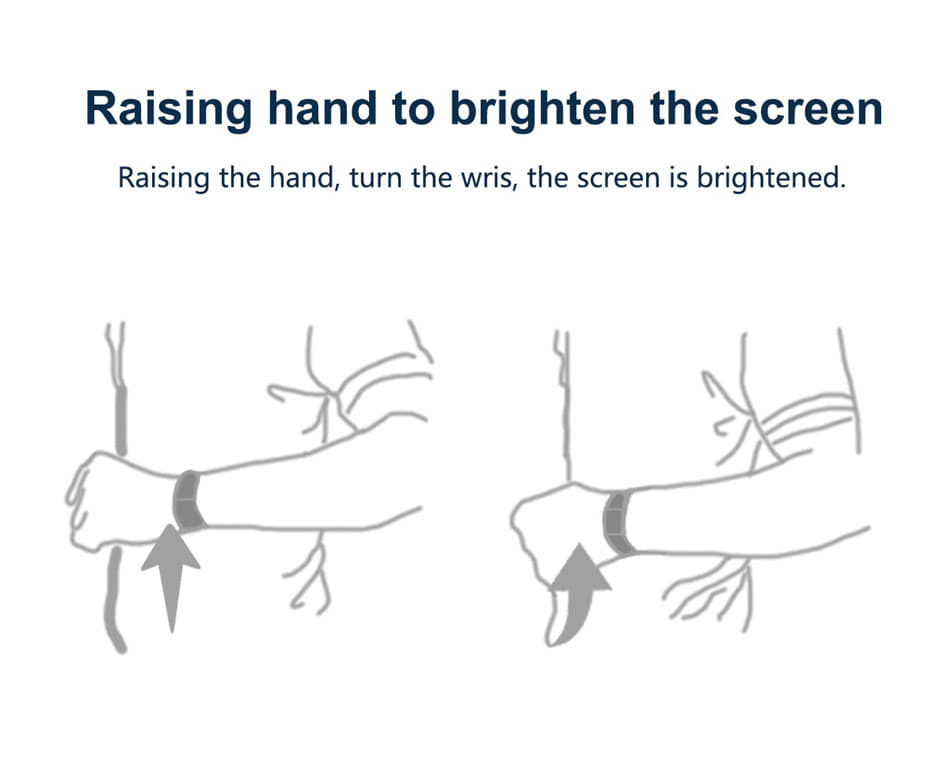 Raising hand to brighten the screen
Raising the hand, turn the wris, the screen is brightened.